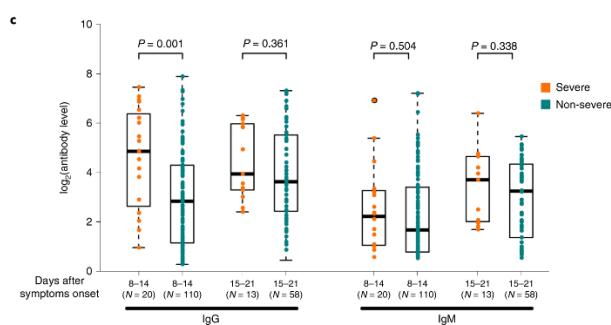 c
P = 0.001
P = 0.361
P = 0.504
P = 0.338
10
8
6
4
2
0
log2(antibody level)
Severe
Non-severe
Days after
symptoms onset
8–14 8–14 15–21 15–21 8–14 8–14 15–21 15–21
(N = 20) (N = 110) (N = 13) (N = 58) (N = 20) (N = 110) (N = 13) (N = 58)
IgG IgM